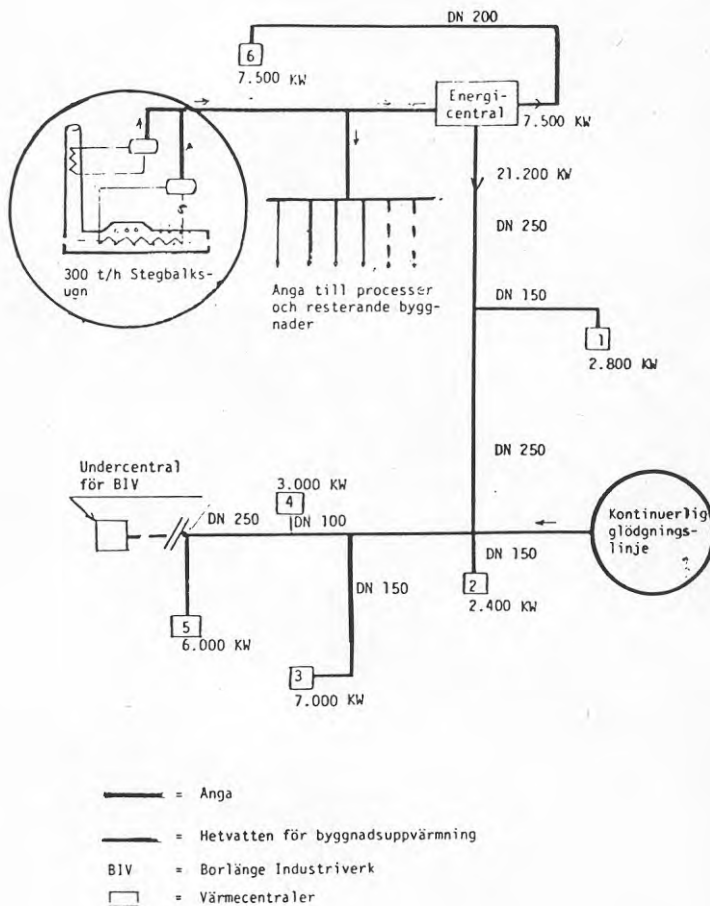 DN 200
6
7.500 KW
Energi-
central
7.500 KW
21.200 KW
DN 250
300 t/h Stegbalks-
ugn
Ånga till processer
och resterande bygg-
nader
DN 150
1
2.800 KW
DN 250
Undercentral
för BIV
3.000 KW
4
DN 250
DN 100
Kontinuerlig
glödgnings-
linje
DN 150
2
2.400 KW
DN 150
5
6.000 KW
3
7.000 KW
= Ånga
= Hetvatten för byggnadsuppvärmning
BIV = Borlänge Industriverk
= Värmecentraler